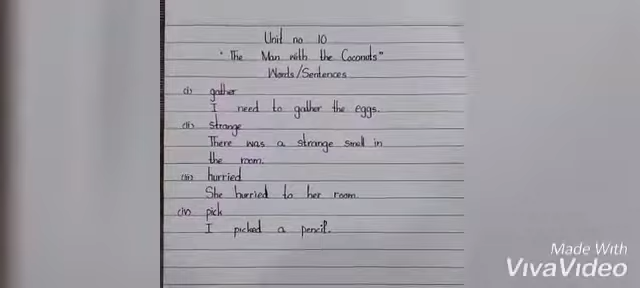 Unit no 10
"The Man with the Coconuts"
Words/Sentences
(i) gather
I need to gather the eggs.
(ii) strange
There was a strange smell in
the room.
(iii) hurried
She hurried to her room.
(iv) pick
I picked a pencil.
Made With
VivaVideo